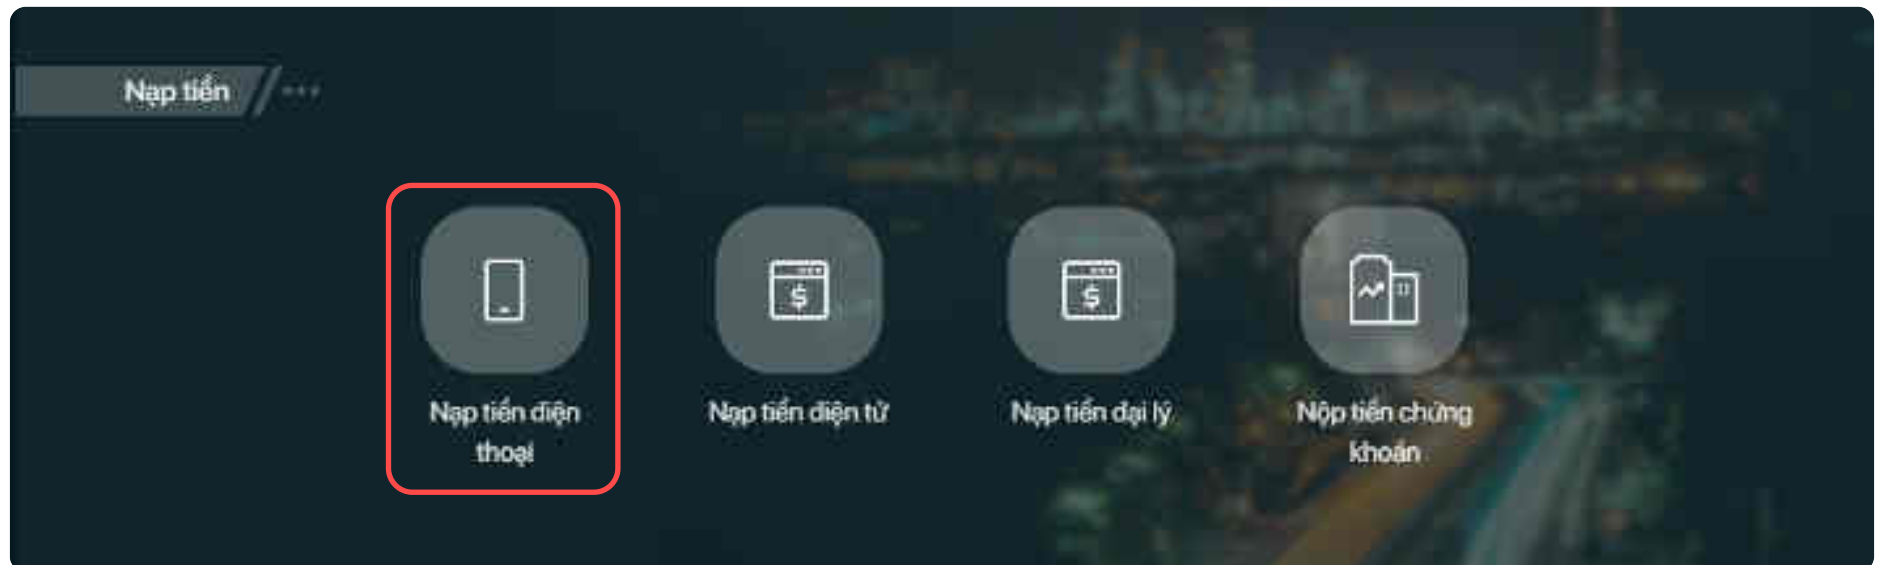 Nạp tiền
Nạp tiền điện
thoại
Nạp tiền điện tử
Nạp tiền đại lý
Nộp tiền chứng
khoán